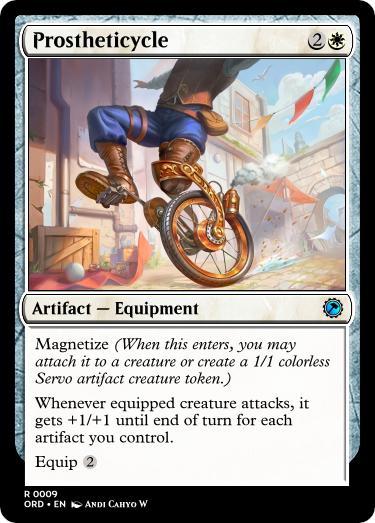 Prostheticycle 2
Artifact — Equipment
Magnetize (When this enters, you may
attach it to a creature or create a 1/1 colorless
Servo artifact creature token.)
Whenever equipped creature attacks, it
gets +1/+1 until end of turn for each
artifact you control.
Equip 2
R 0009
ORD • EN Andi Cahyo W